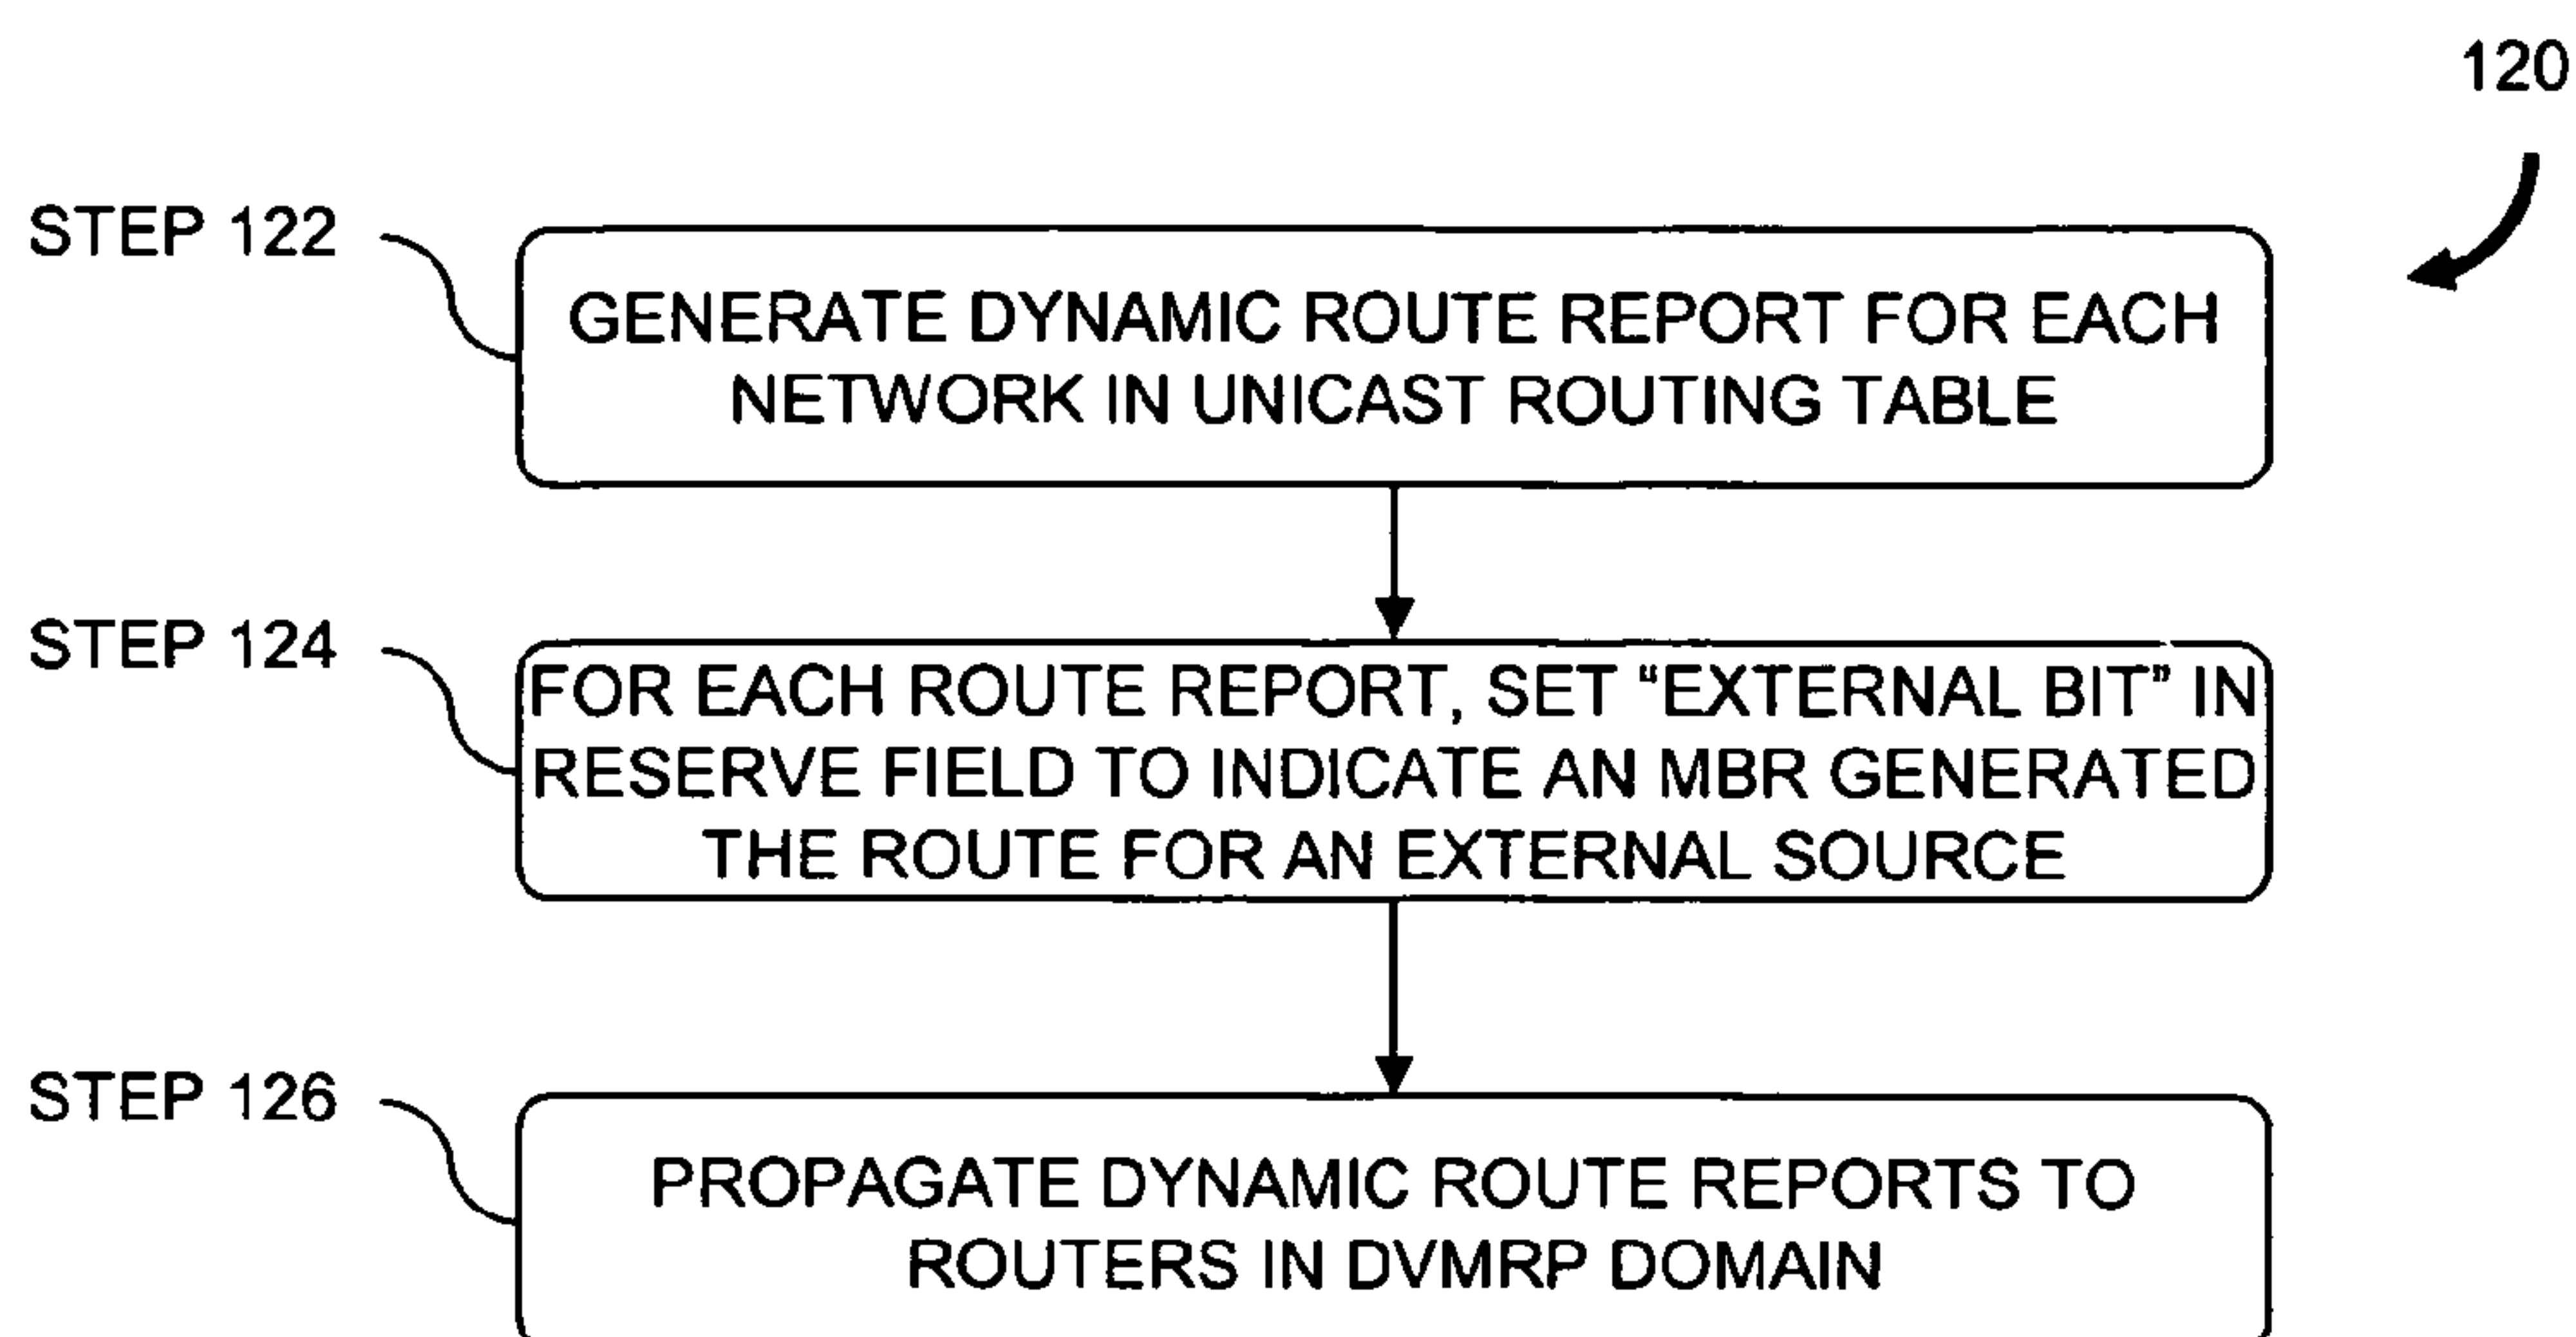 120
STEP 122
GENERATE DYNAMIC ROUTE REPORT FOR EACH
NETWORK IN UNICAST ROUTING TABLE
STEP 124
FOR EACH ROUTE REPORT, SET “EXTERNAL BIT” IN
RESERVE FIELD TO INDICATE AN MBR GENERATED
THE ROUTE FOR AN EXTERNAL SOURCE
STEP 126
PROPAGATE DYNAMIC ROUTE REPORTS TO
ROUTERS IN DVMRP DOMAIN